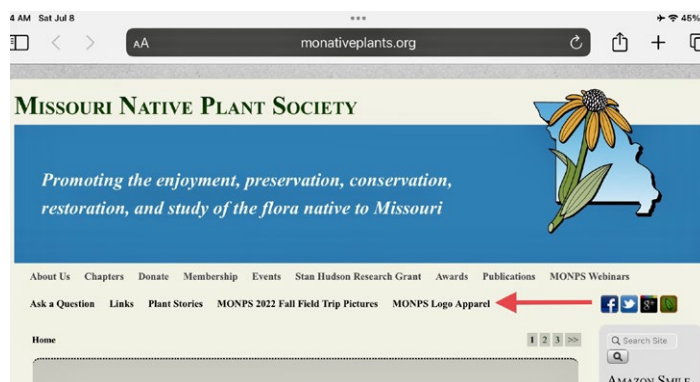 4 AM Sat Jul 8
45%
AA monativeplants.org
Missouri Native Plant Society
Promoting the enjoyment, preservation, conservation,
restoration, and study of the flora native to Missouri
About Us Chapters Donate Membership Events Stan Hudson Research Grant Awards Publications MONPS Webinars
Ask a Question Links Plant Stories MONPS 2022 Fall Field Trip Pictures MONPS Logo Apparel
Home 1 2 3 >>
Search Site
Amazon Smile